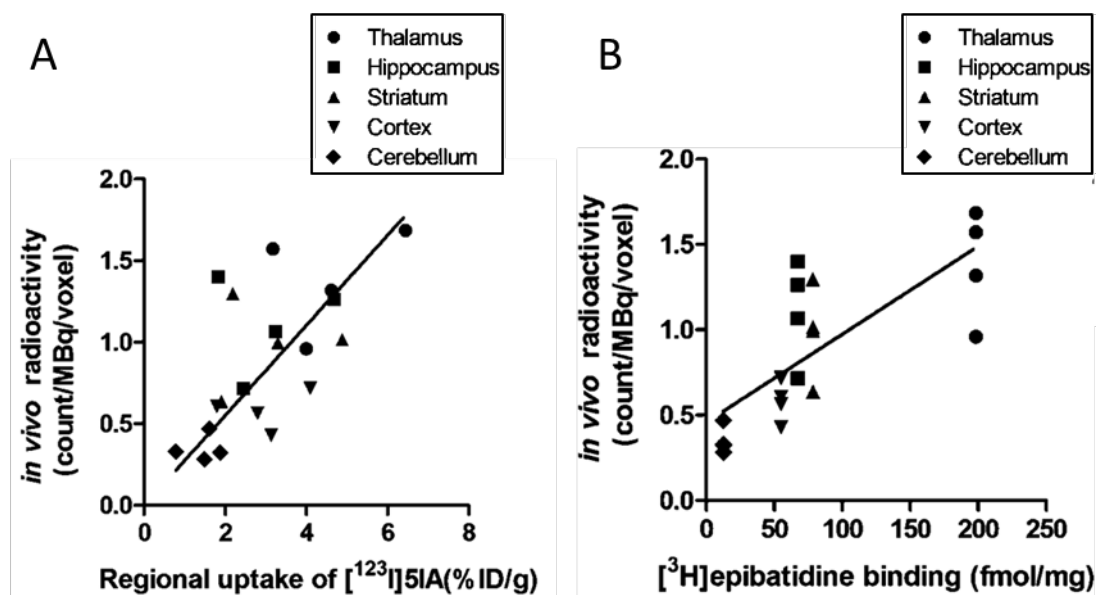 A
Thalamus
Hippocampus
Striatum
Cortex
Cerebellum
2.0
1.5
1.0
0.5
0.0
in vivo radioactivity
(count/MBq/voxel)
0 2 4 6 8
Regional uptake of [¹²³I]5IA(% ID/g)
B
Thalamus
Hippocampus
Striatum
Cortex
Cerebellum
2.0
1.5
1.0
0.5
0.0
in vivo radioactivity
(count/MBq/voxel)
0 50 100 150 200 250
[³H]epibatidine binding (fmol/mg)